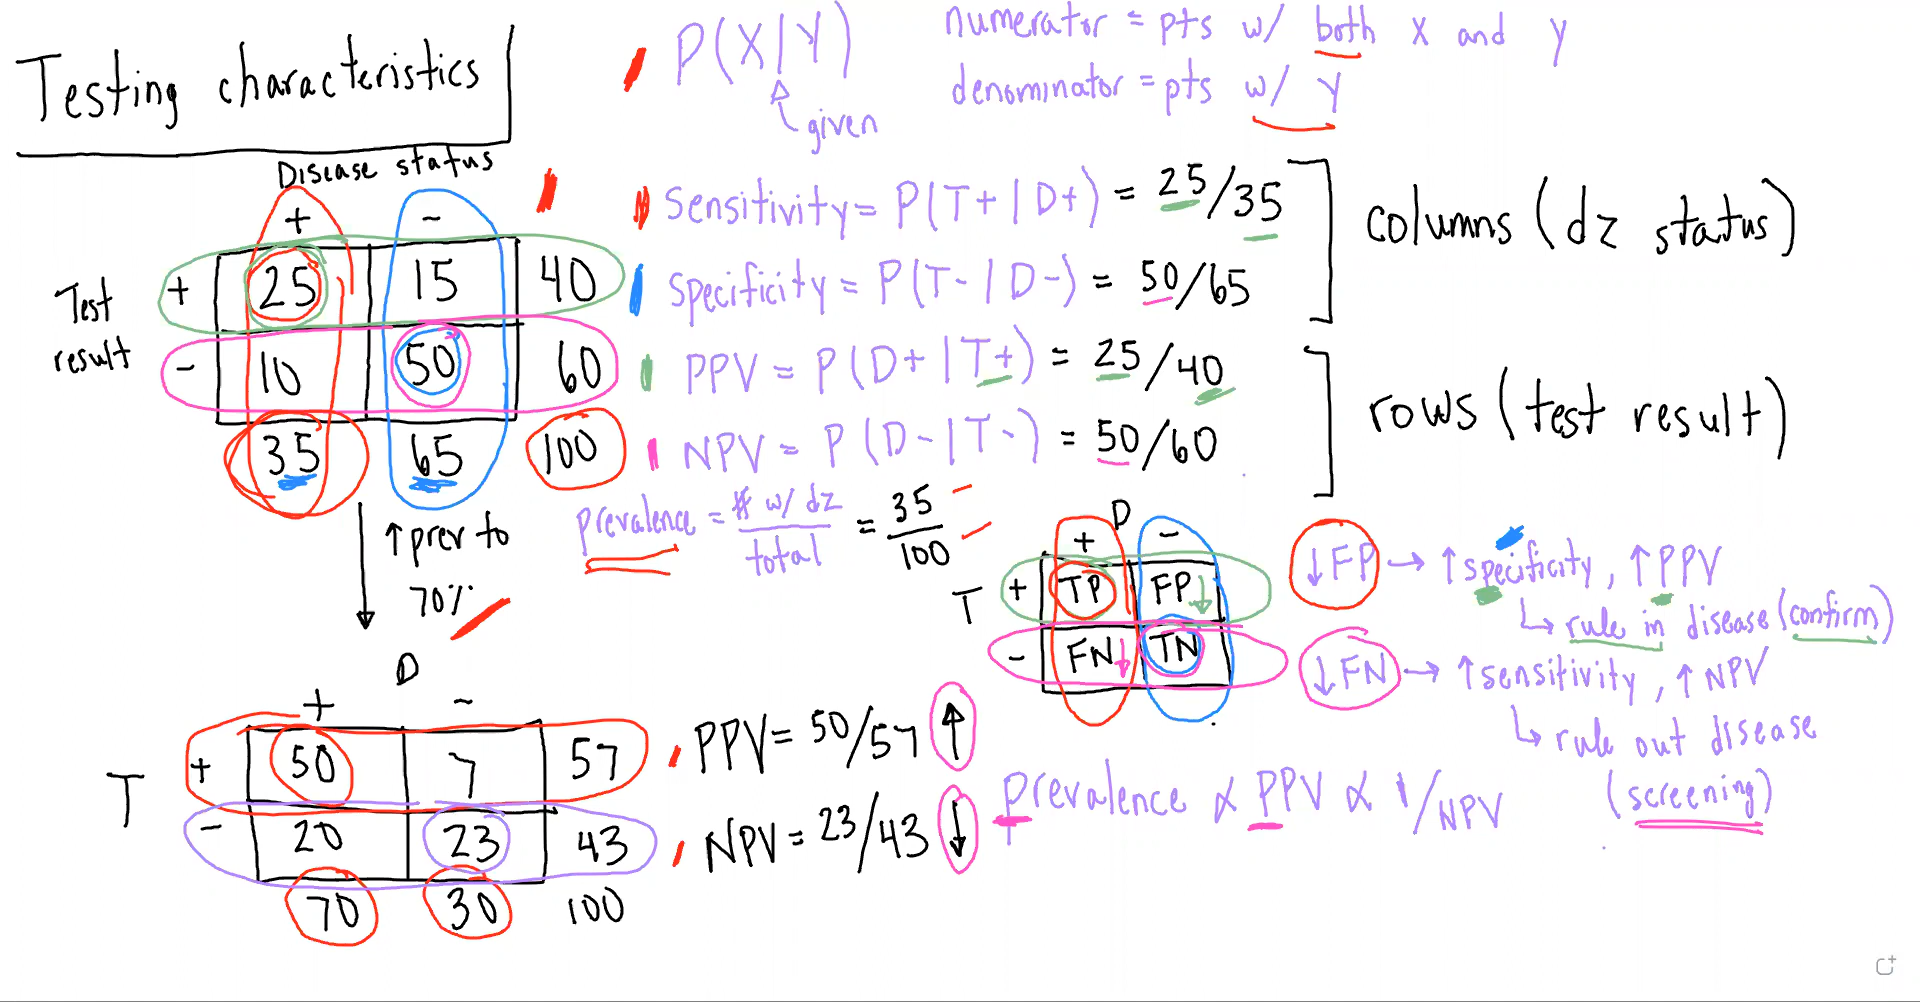 Testing characteristics
P(X|Y)
given
numerator = pts w/ both X and Y
denominator = pts w/ Y
Disease status
+ -
Test result
+ 25 15 40
- 10 50 60
35 65 100
Sensitivity = P(T+|D+) = 25/35
Specificity = P(T-|D-) = 50/65
columns (dz status)
PPV = P(D+|T+) = 25/40
NPV = P(D-|T-) = 50/60
rows (test result)
prevalence = # w/ dz / total = 35/100
↑ prev to
70%
D
+ -
T
+ TP FP↓
- FN↓ TN
↓FP → ↑ specificity, ↑ PPV
↳ rule in disease (confirm)
↓FN → ↑ sensitivity, ↑ NPV
↳ rule out disease
(screening)
D
+ -
T
+ 50 7 57
- 20 23 43
70 30 100
PPV = 50/57 ↑
NPV = 23/43 ↓
prevalence ∝ PPV ∝ 1/NPV